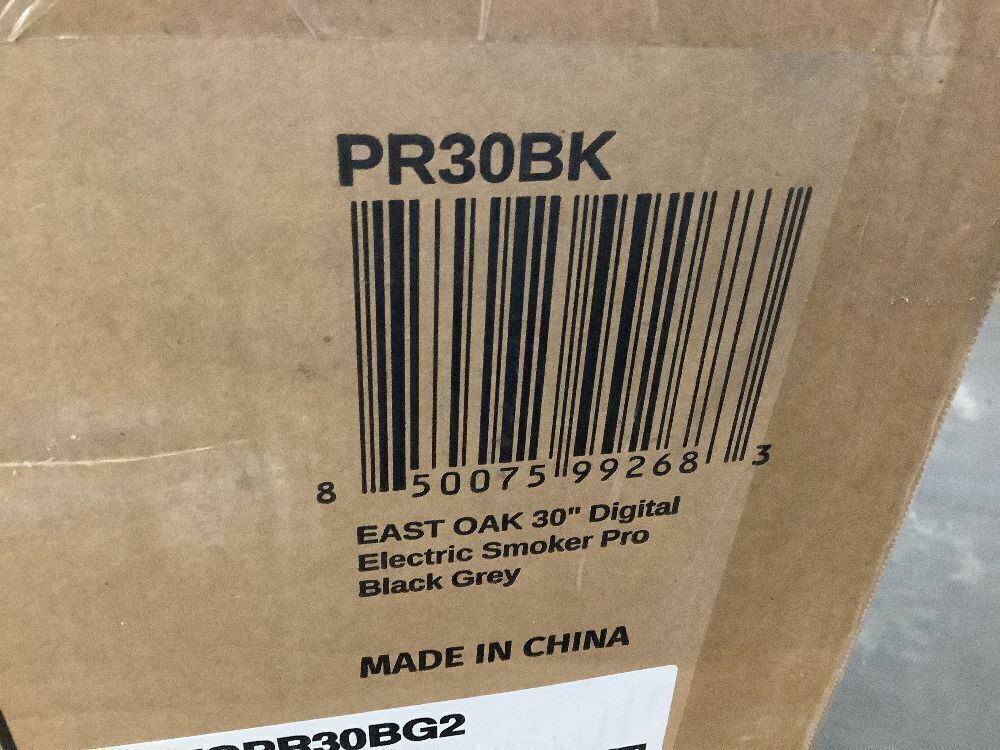 PR30BK
8 50075 99268 3
EAST OAK 30" Digital
Electric Smoker Pro
Black Grey
MADE IN CHINA